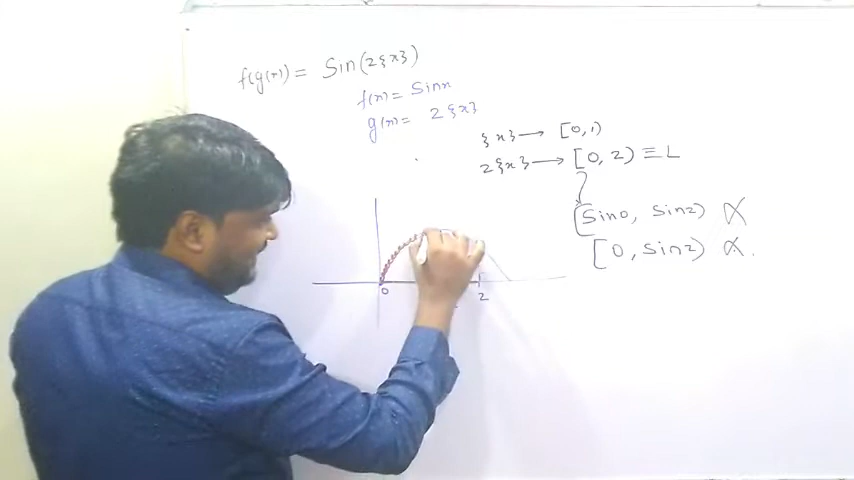 f(g(x)) = Sin(2{x})
f(x) = Sinx
g(x) = 2{x}
{x} → [0,1)
2{x} → [0, 2) ≡ L
[Sin0, Sin2) X
[0, Sin2) X.
0
2